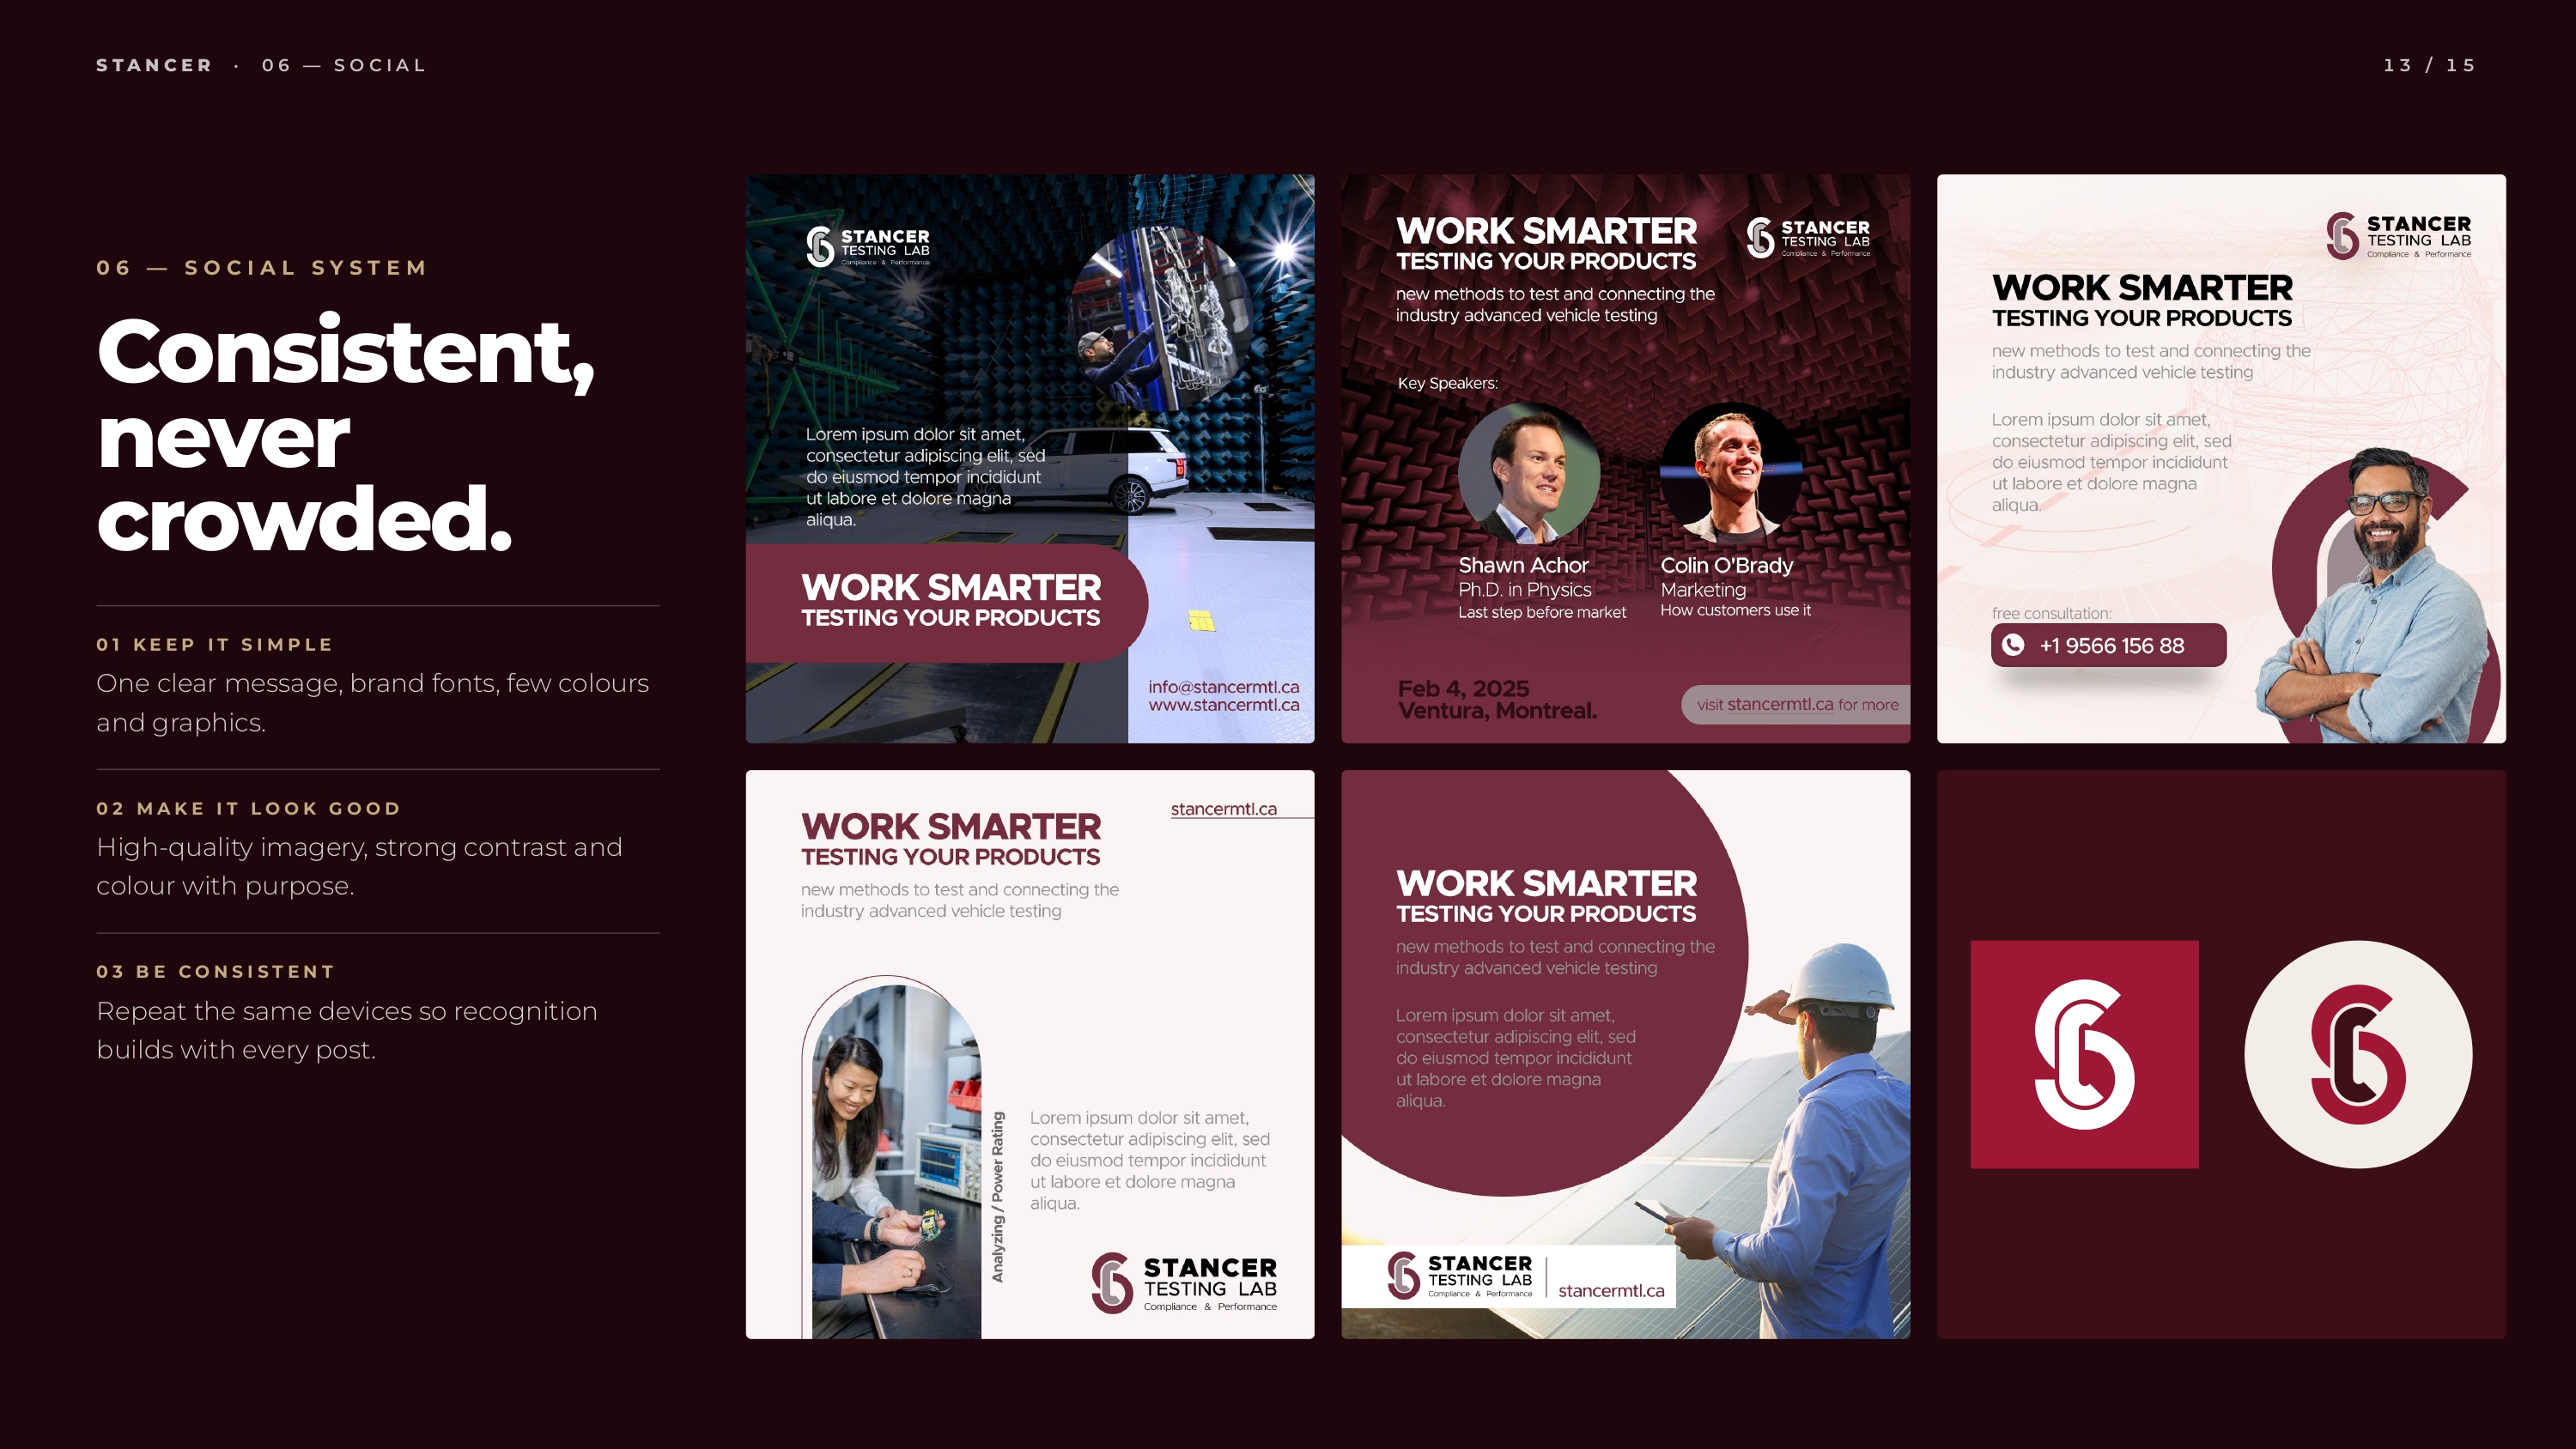 STANCER · 06 — SOCIAL
13 / 15
06 — SOCIAL SYSTEM
Consistent,
never
crowded.
01 KEEP IT SIMPLE
One clear message, brand fonts, few colours
and graphics.
02 MAKE IT LOOK GOOD
High-quality imagery, strong contrast and
colour with purpose.
03 BE CONSISTENT
Repeat the same devices so recognition
builds with every post.
STANCER
TESTING LAB
Compliance & Performance
Lorem ipsum dolor sit amet,
consectetur adipiscing elit, sed
do eiusmod tempor incididunt
ut labore et dolore magna
aliqua.
WORK SMARTER
TESTING YOUR PRODUCTS
info@stancermtl.ca
www.stancermtl.ca
WORK SMARTER
TESTING YOUR PRODUCTS
new methods to test and connecting the
industry advanced vehicle testing
STANCER
TESTING LAB
Compliance & Performance
Key Speakers:
Shawn Achor
Ph.D. in Physics
Last step before market
Colin O'Brady
Marketing
How customers use it
Feb 4, 2025
Ventura, Montreal.
visit stancermtl.ca for more
STANCER
TESTING LAB
Compliance & Performance
WORK SMARTER
TESTING YOUR PRODUCTS
new methods to test and connecting the
industry advanced vehicle testing
Lorem ipsum dolor sit amet,
consectetur adipiscing elit, sed
do eiusmod tempor incididunt
ut labore et dolore magna
aliqua.
free consultation:
+1 9566 156 88
stancermtl.ca
WORK SMARTER
TESTING YOUR PRODUCTS
new methods to test and connecting the
industry advanced vehicle testing
Analyzing / Power Rating
Lorem ipsum dolor sit amet,
consectetur adipiscing elit, sed
do eiusmod tempor incididunt
ut labore et dolore magna
aliqua.
STANCER
TESTING LAB
Compliance & Performance
WORK SMARTER
TESTING YOUR PRODUCTS
new methods to test and connecting the
industry advanced vehicle testing
Lorem ipsum dolor sit amet,
consectetur adipiscing elit, sed
do eiusmod tempor incididunt
ut labore et dolore magna
aliqua.
STANCER
TESTING LAB
Compliance & Performance
stancermtl.ca